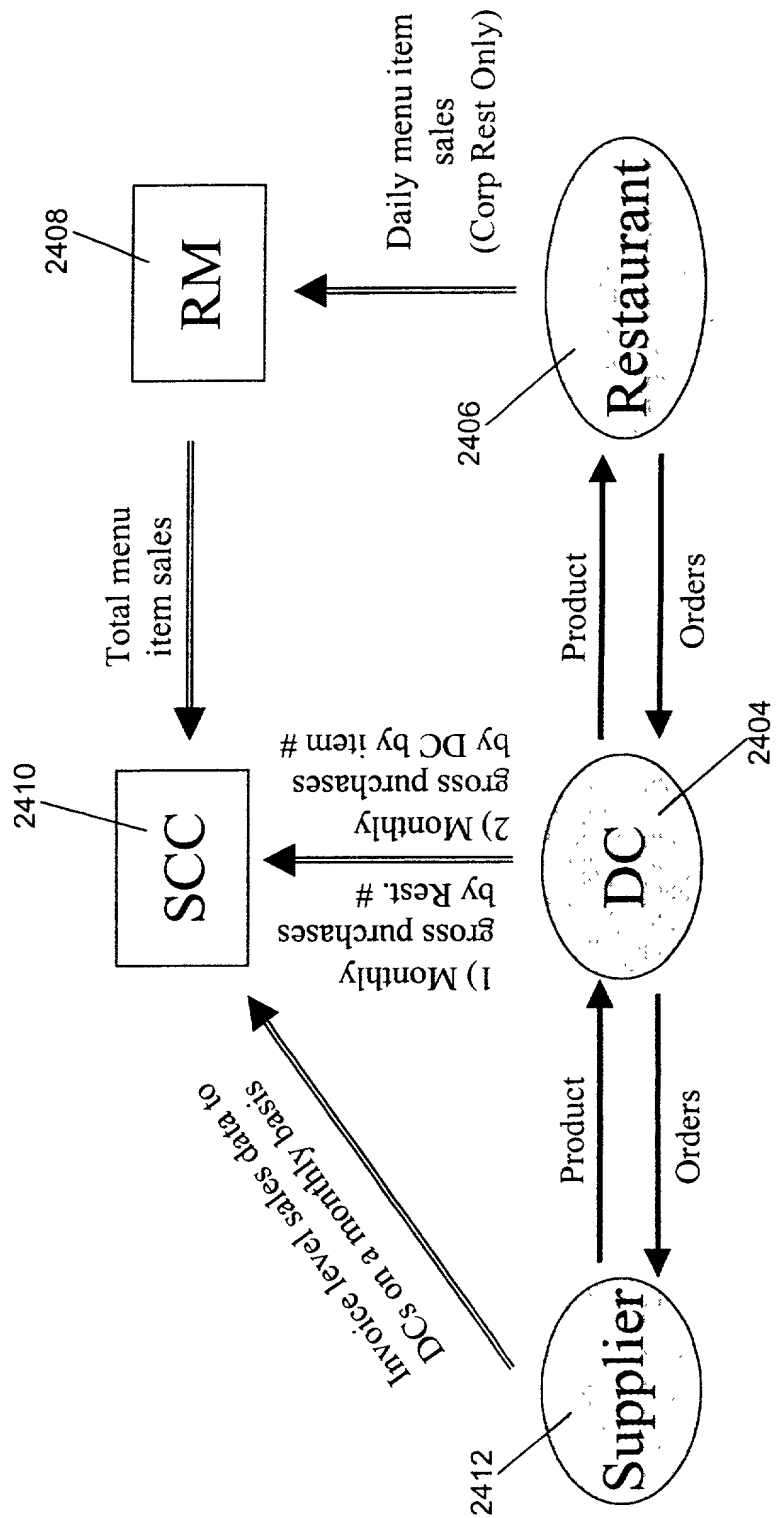 2408
RM
Daily menu item
sales
(Corp Rest Only)
Total menu
item sales
2410
SCC
Invoice level sales data to
DCs on a monthly basis
1) Monthly
gross purchases
by Rest. #
2) Monthly
gross purchases
by DC by item #
2412
Supplier
Product
Orders
DC
2404
Product
Orders
2406
Restaurant